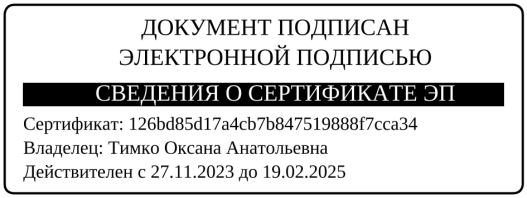 ДОКУМЕНТ ПОДПИСАН
ЭЛЕКТРОННОЙ ПОДПИСЬЮ
СВЕДЕНИЯ О СЕРТИФИКАТЕ ЭП
Сертификат: 126bd85d17a4cb7b847519888f7cca34
Владелец: Тимко Оксана Анатольевна
Действителен с 27.11.2023 до 19.02.2025